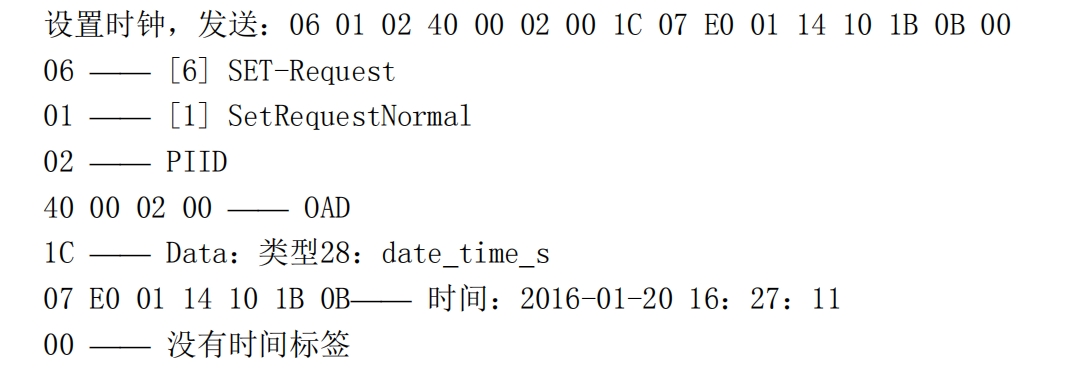 设置时钟，发送：06 01 02 40 00 02 00 1C 07 E0 01 14 10 1B 0B 00
06 —— [6] SET-Request
01 —— [1] SetRequestNormal
02 —— PIID
40 00 02 00 —— OAD
1C —— Data：类型28：date_time_s
07 E0 01 14 10 1B 0B—— 时间：2016-01-20 16：27：11
00 —— 没有时间标签